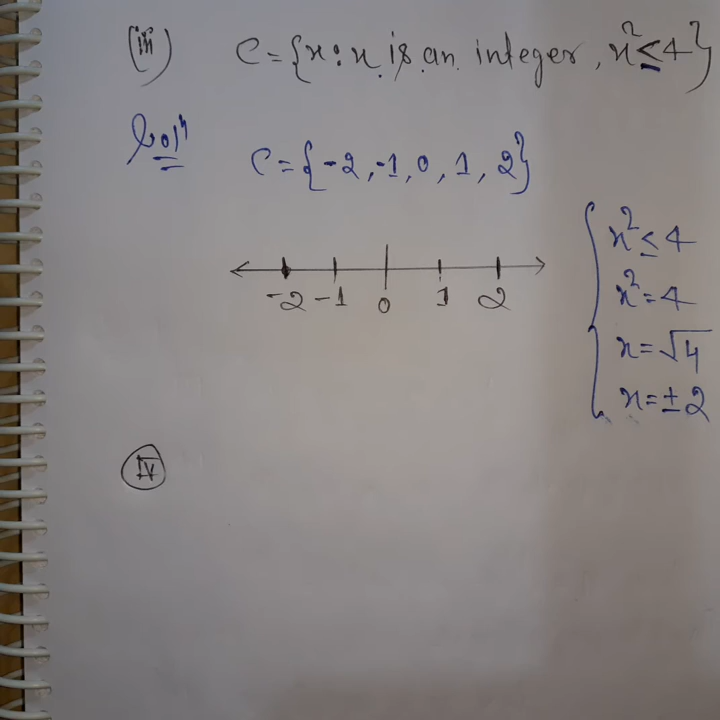 (iii) C={x:x is an integer, x²≤4}
Solⁿ C={-2,-1,0,1,2}
-2 -1 0 1 2
x²≤4
x²=4
x=√4
x=±2
IV